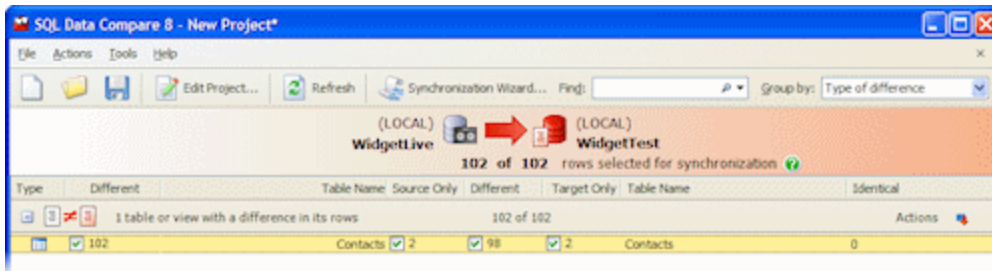 SQL Data Compare 8 - New Project*
File Actions Tools Help
Edit Project... Refresh Synchronization Wizard... Find: Group by: Type of difference
(LOCAL) (LOCAL)
WidgetLive WidgetTest
102 of 102 rows selected for synchronization
Type Different Table Name Source Only Different Target Only Table Name Identical
1 table or view with a difference in its rows 102 of 102 Actions
102 Contacts 2 98 2 Contacts 0